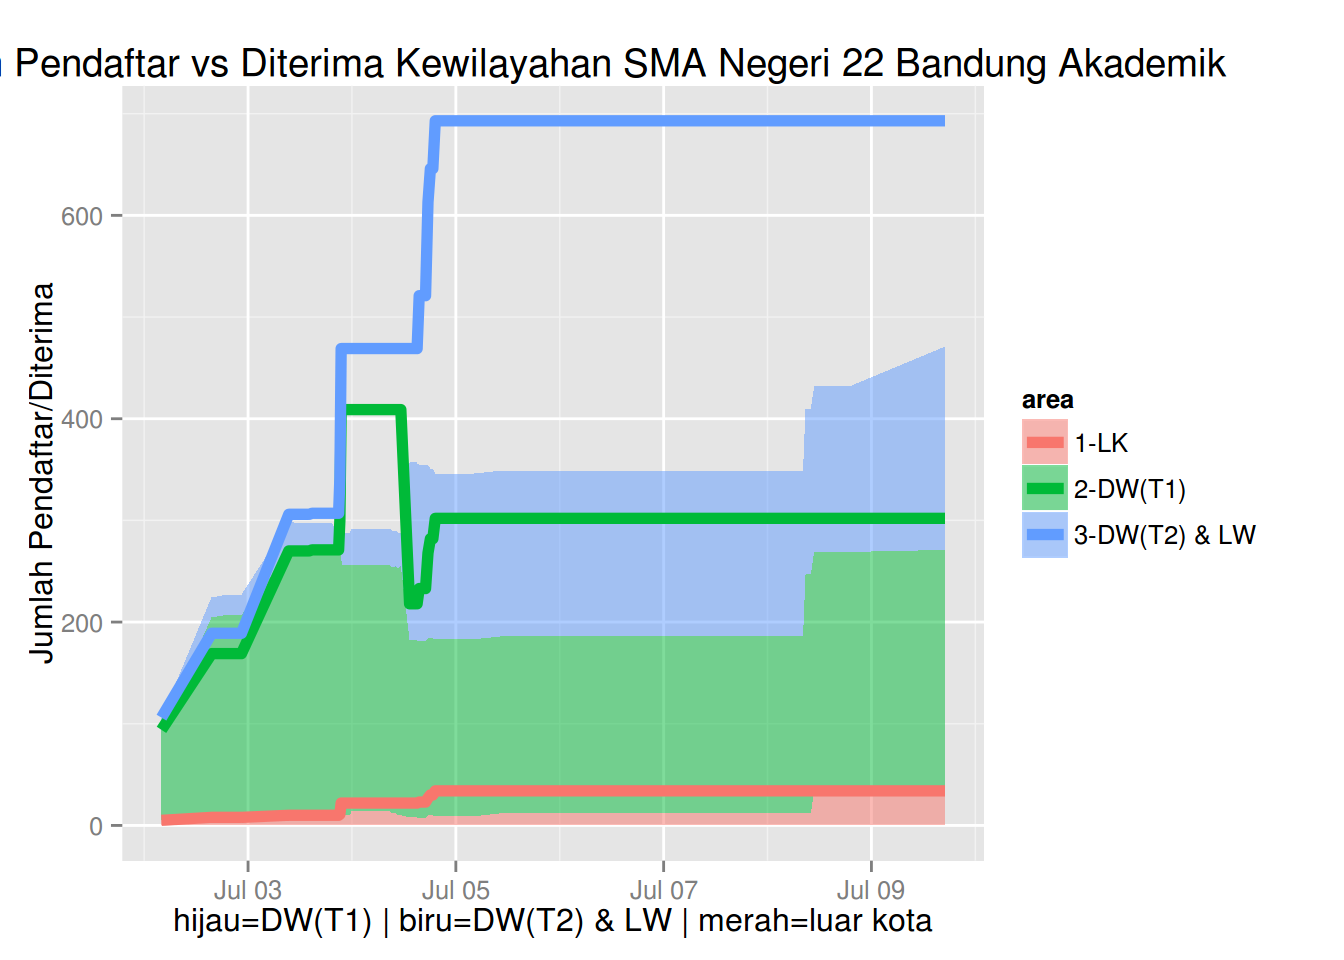 Pendaftar vs Diterima Kewilayahan SMA Negeri 22 Bandung Akademik
Jumlah Pendaftar/Diterima
600
400
200
0
Jul 03
Jul 05
Jul 07
Jul 09
hijau=DW(T1) | biru=DW(T2) & LW | merah=luar kota
area
1-LK
2-DW(T1)
3-DW(T2) & LW